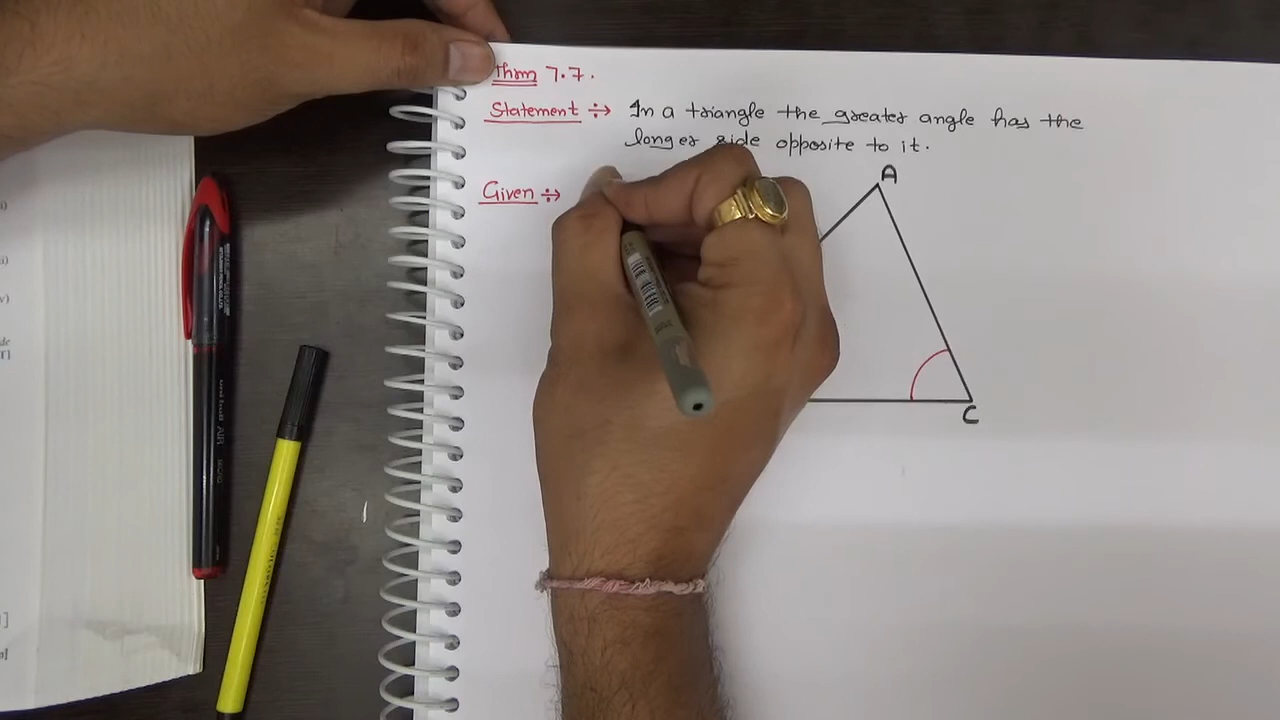 Thm 7.7.
Statement ÷> In a triangle the greater angle has the
longer side opposite to it.
Given ÷>
A
C